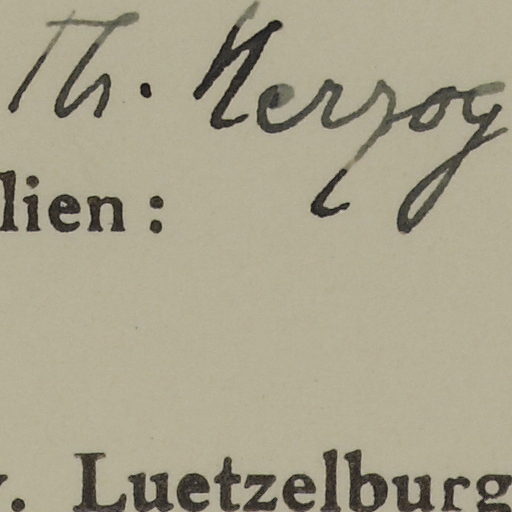 Th. Herzog
lien:
v. Luetzelburg